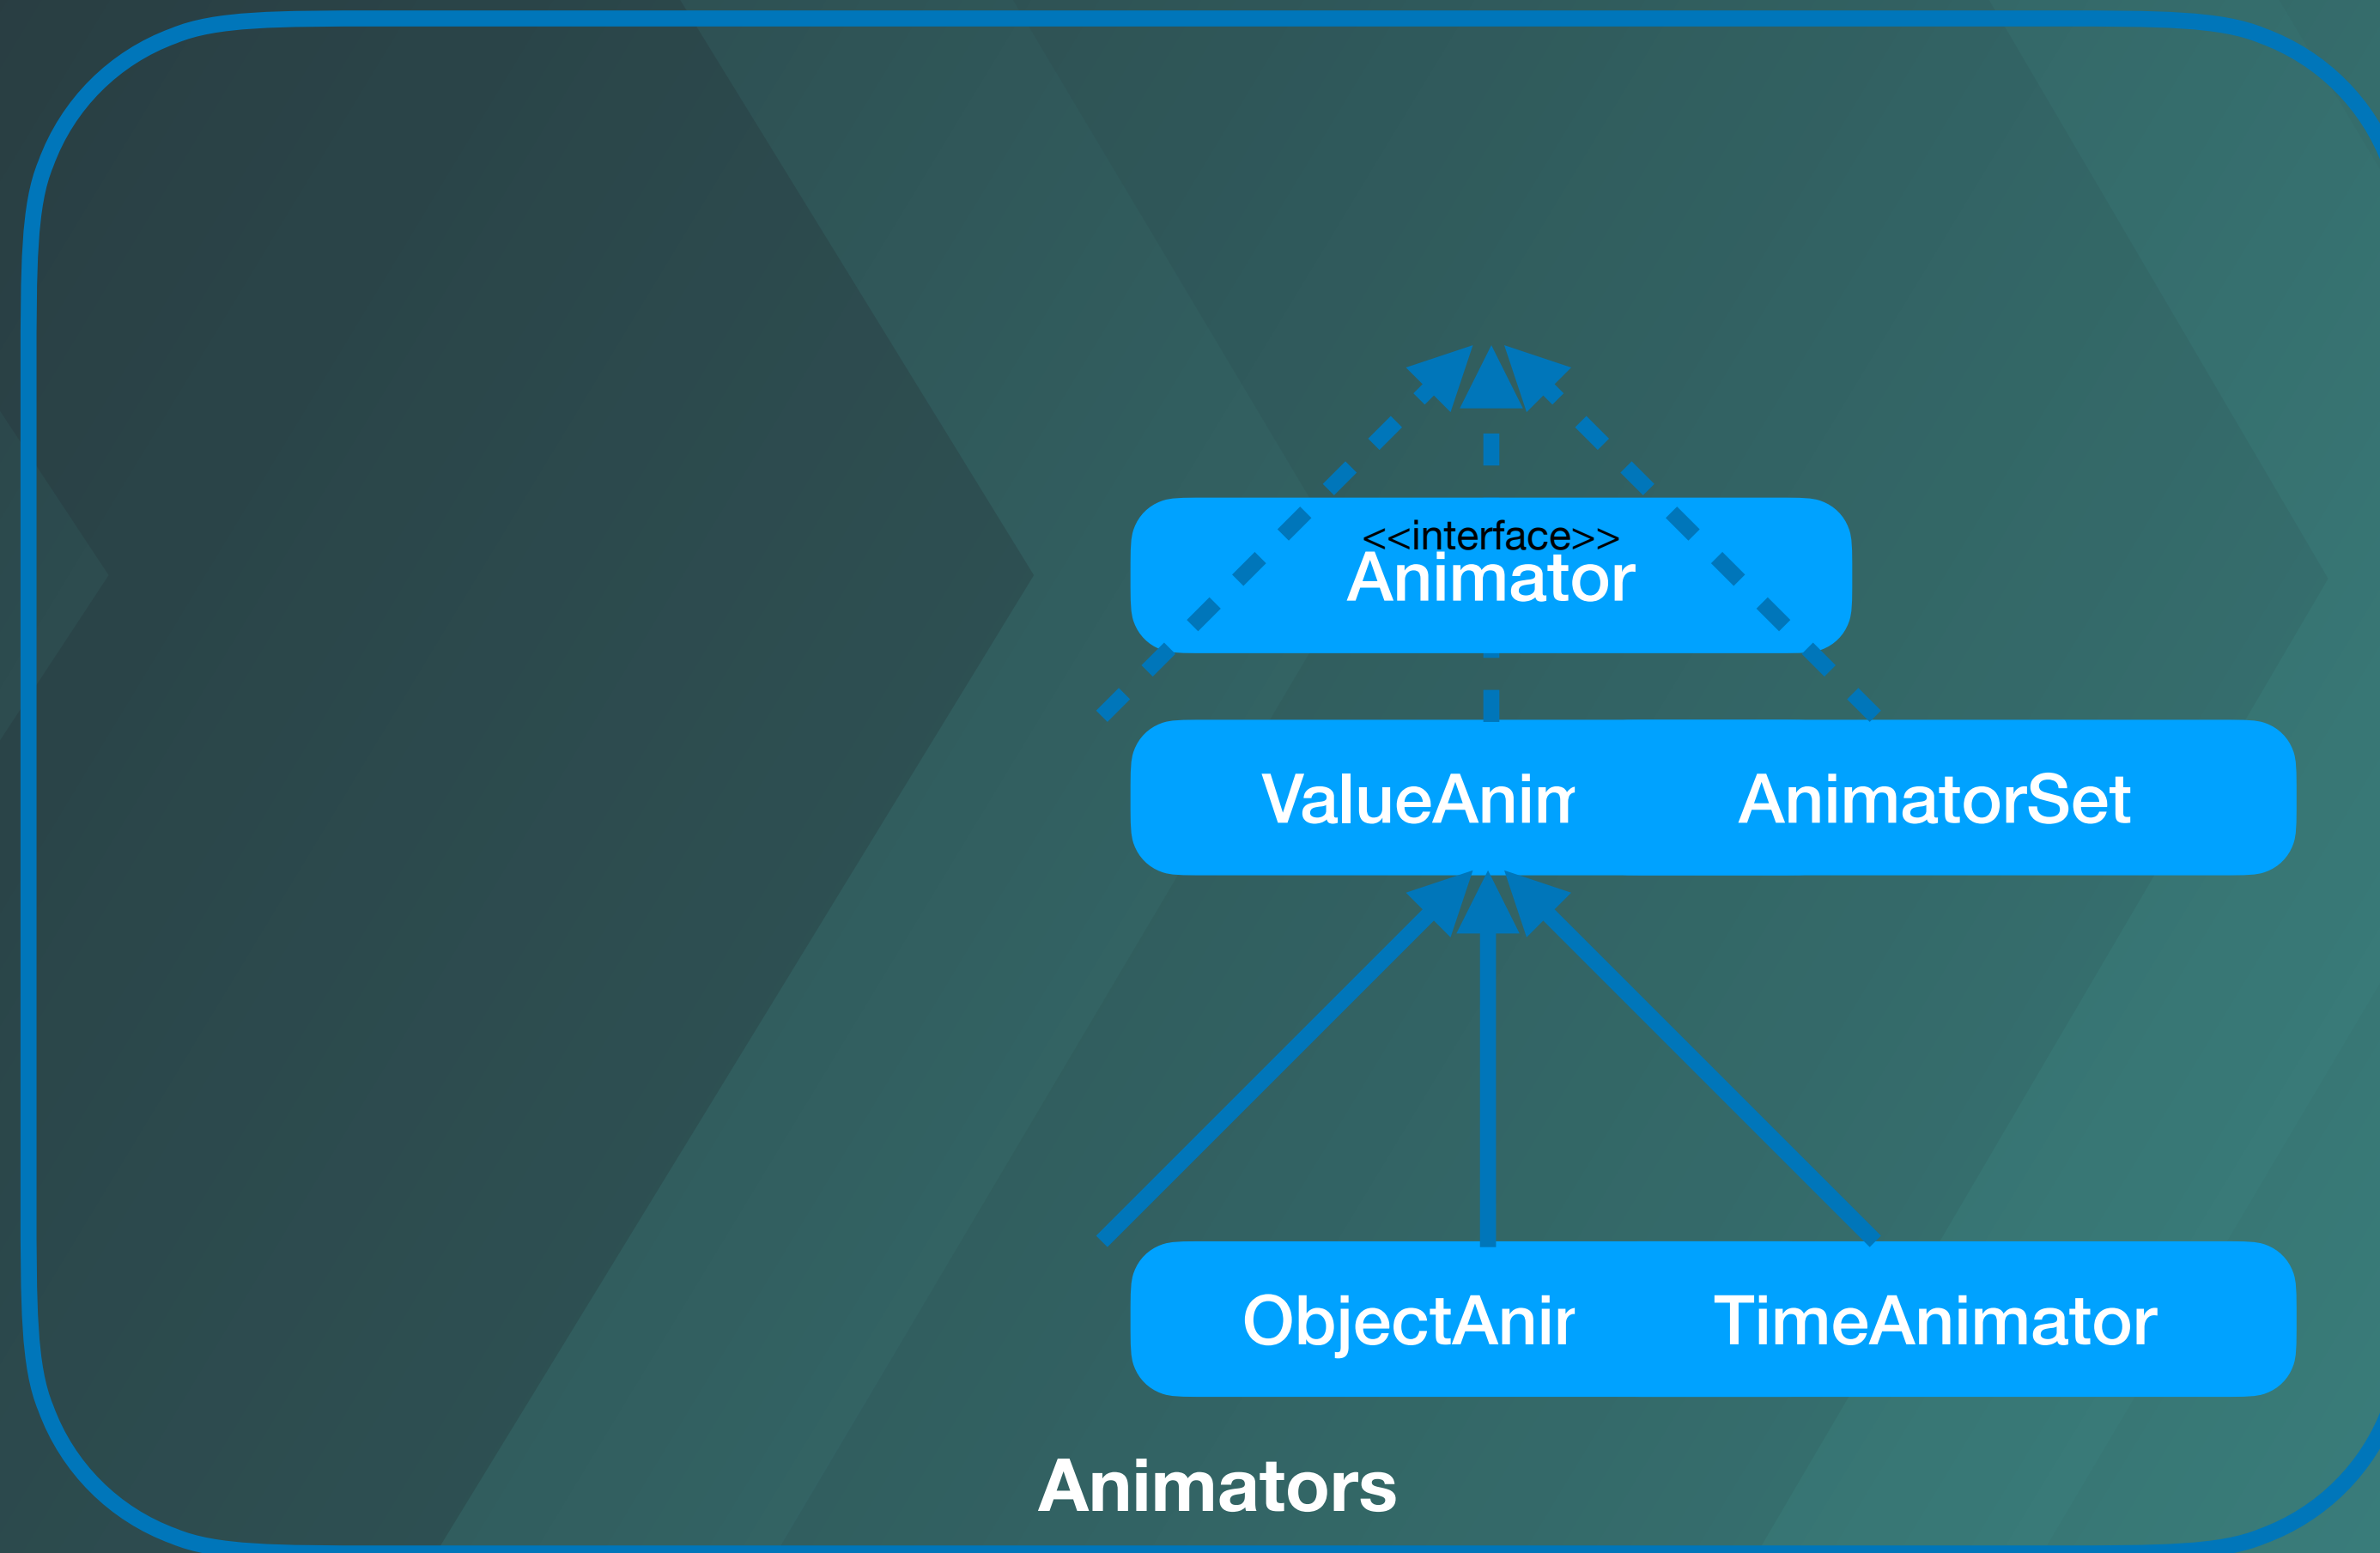 <<interface>>
Animator
ValueAnim
AnimatorSet
ObjectAnir
TimeAnimator
Animators